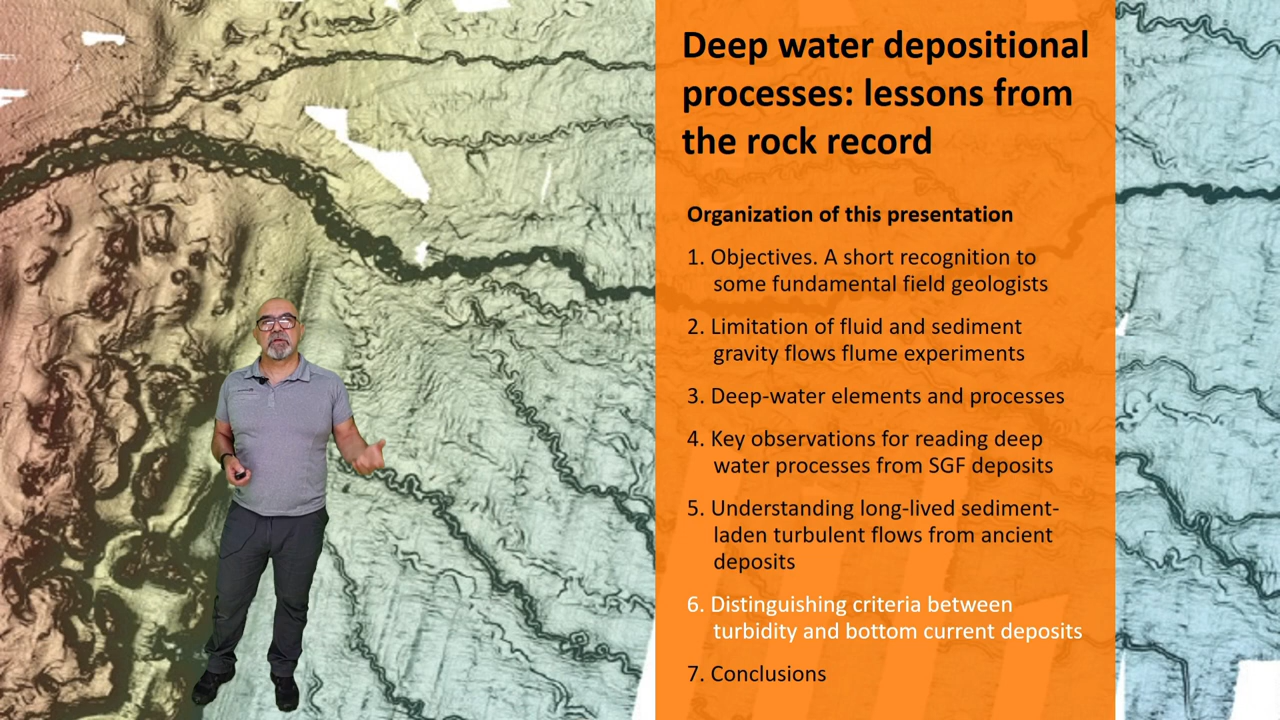 Deep water depositional
processes: lessons from
the rock record
Organization of this presentation
1. Objectives. A short recognition to
some fundamental field geologists
2. Limitation of fluid and sediment
gravity flows flume experiments
3. Deep-water elements and processes
4. Key observations for reading deep
water processes from SGF deposits
5. Understanding long-lived sediment-
laden turbulent flows from ancient
deposits
6. Distinguishing criteria between
turbidity and bottom current deposits
7. Conclusions